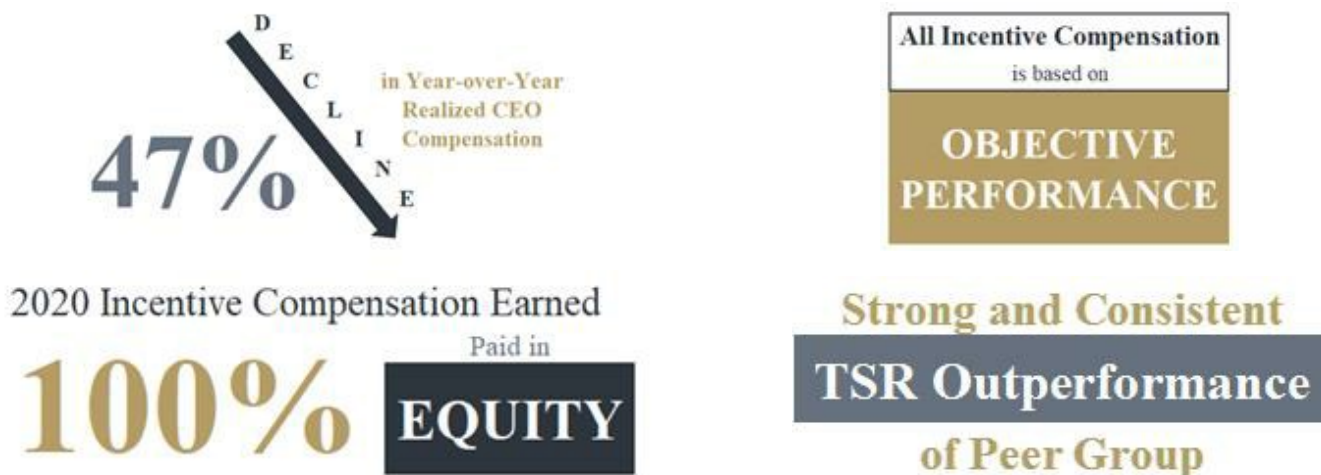 DECLINE
47%
in Year-over-Year
Realized CEO
Compensation
All Incentive Compensation
is based on
OBJECTIVE
PERFORMANCE
2020 Incentive Compensation Earned
100%
Paid in
EQUITY
Strong and Consistent
TSR Outperformance
of Peer Group